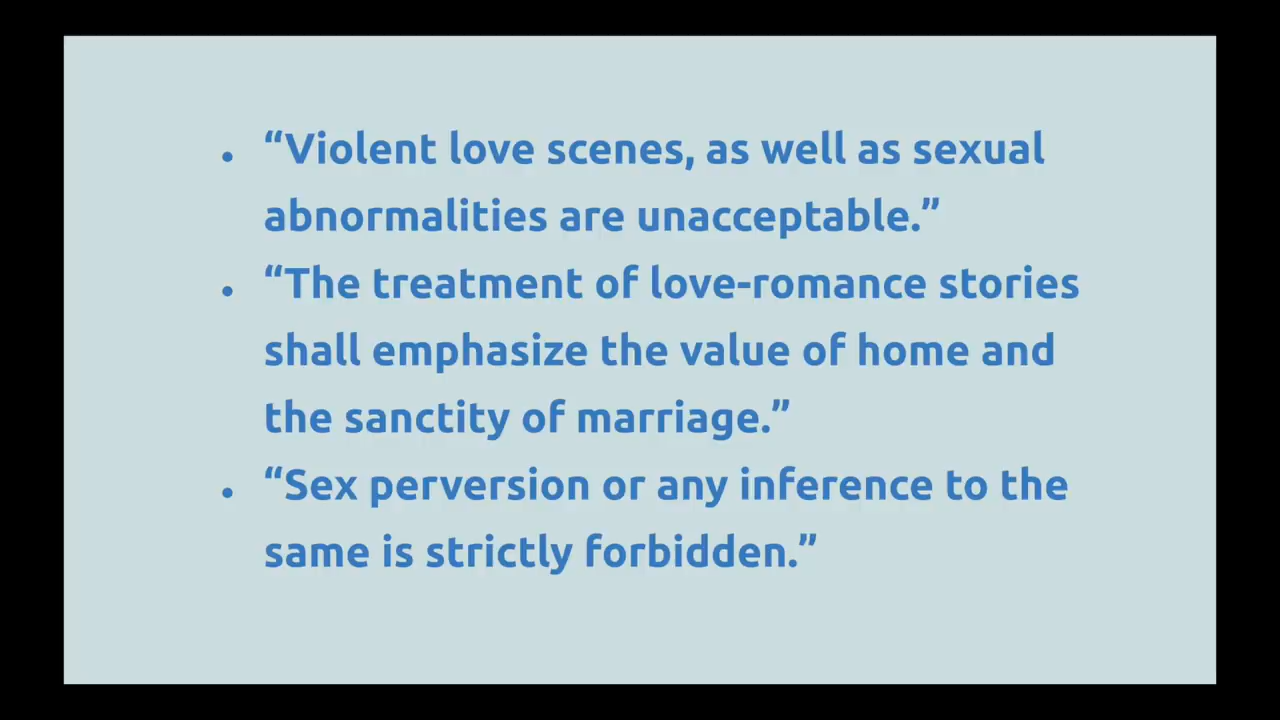 • “Violent love scenes, as well as sexual
abnormalities are unacceptable.”
• “The treatment of love-romance stories
shall emphasize the value of home and
the sanctity of marriage.”
• “Sex perversion or any inference to the
same is strictly forbidden.”